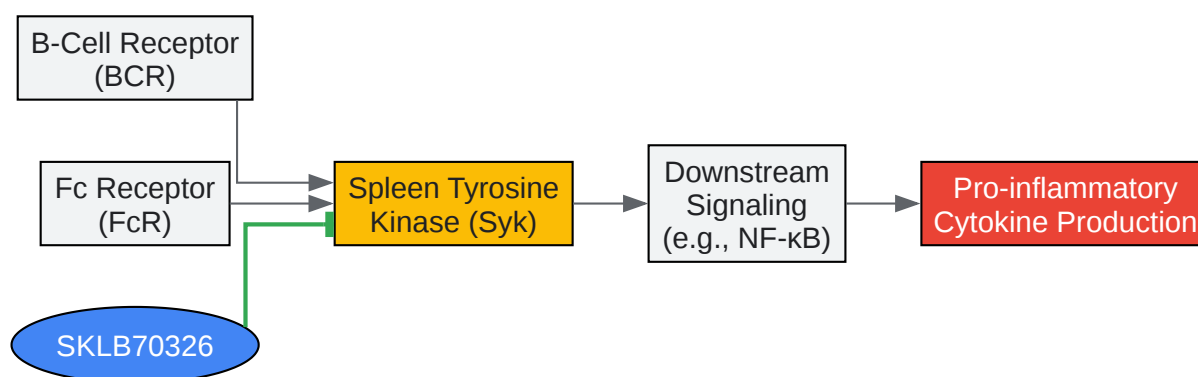 B-Cell Receptor
(BCR)
Fc Receptor
(FcR)
Spleen Tyrosine
Kinase (Syk)
Downstream
Signaling
(e.g., NF-κB)
Pro-inflammatory
Cytokine Production
SKLB70326